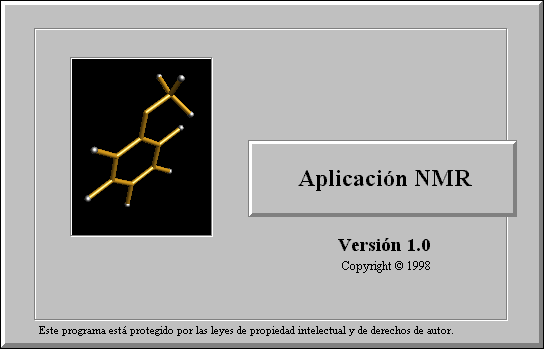 Aplicación NMR
Versión 1.0
Copyright © 1998
Este programa está protegido por las leyes de propiedad intelectual y de derechos de autor.